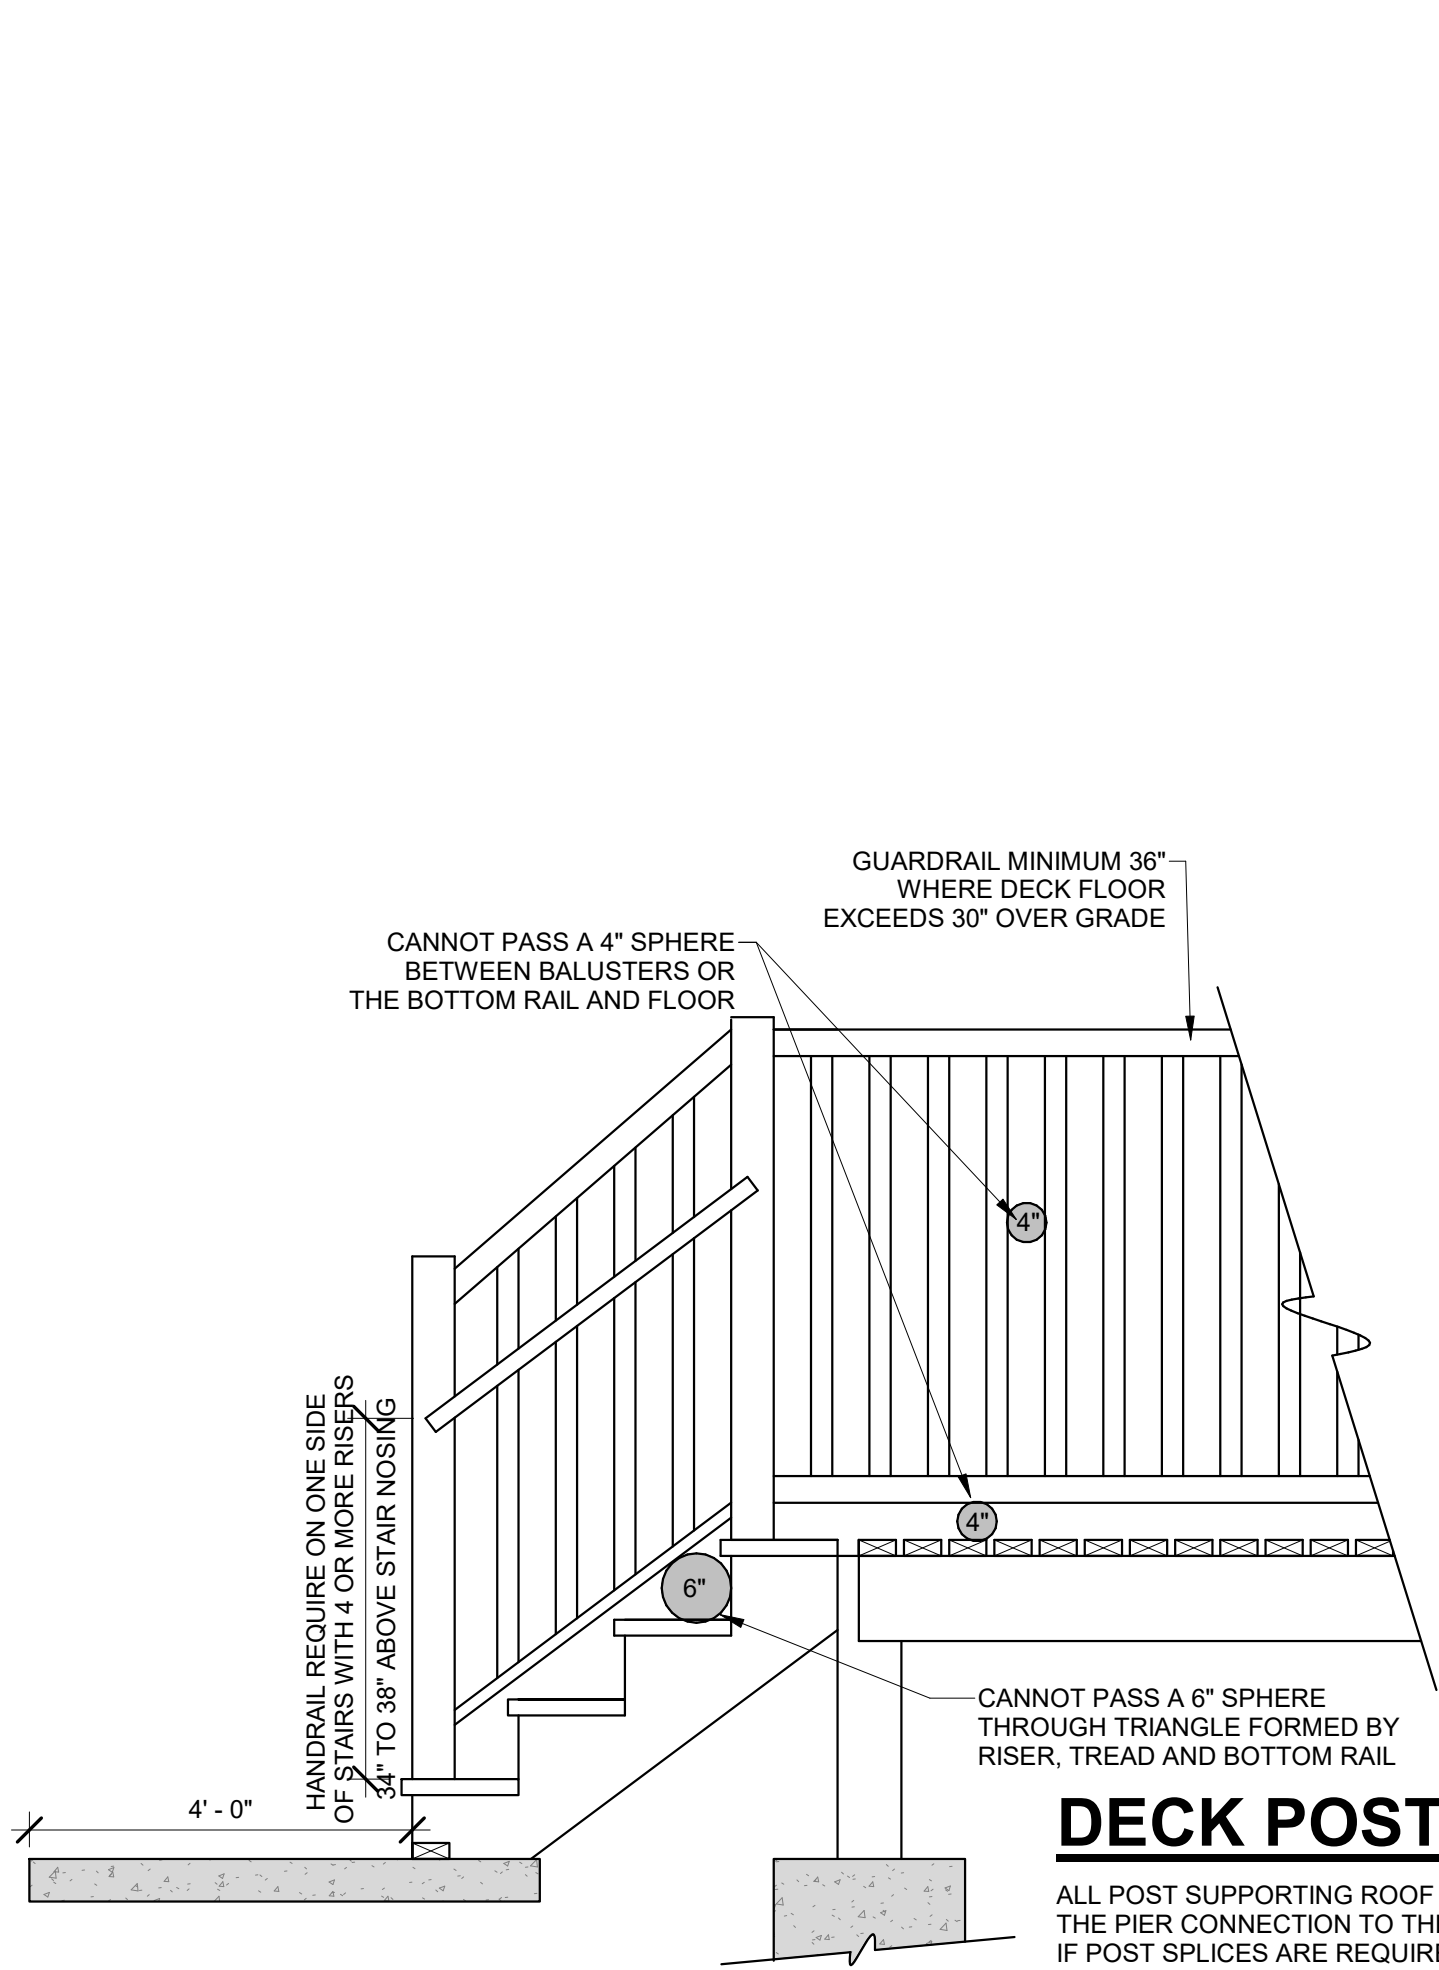 GUARDRAIL MINIMUM 36"
WHERE DECK FLOOR
EXCEEDS 30" OVER GRADE
CANNOT PASS A 4" SPHERE
BETWEEN BALUSTERS OR
THE BOTTOM RAIL AND FLOOR
4"
4"
6"
HANDRAIL REQUIRE ON ONE SIDE
OF STAIRS WITH 4 OR MORE RISERS
34" TO 38" ABOVE STAIR NOSING
CANNOT PASS A 6" SPHERE
THROUGH TRIANGLE FORMED BY
RISER, TREAD AND BOTTOM RAIL
4' - 0"
DECK POST
ALL POST SUPPORTING ROOF
THE PIER CONNECTION TO
IF POST SPLICES ARE